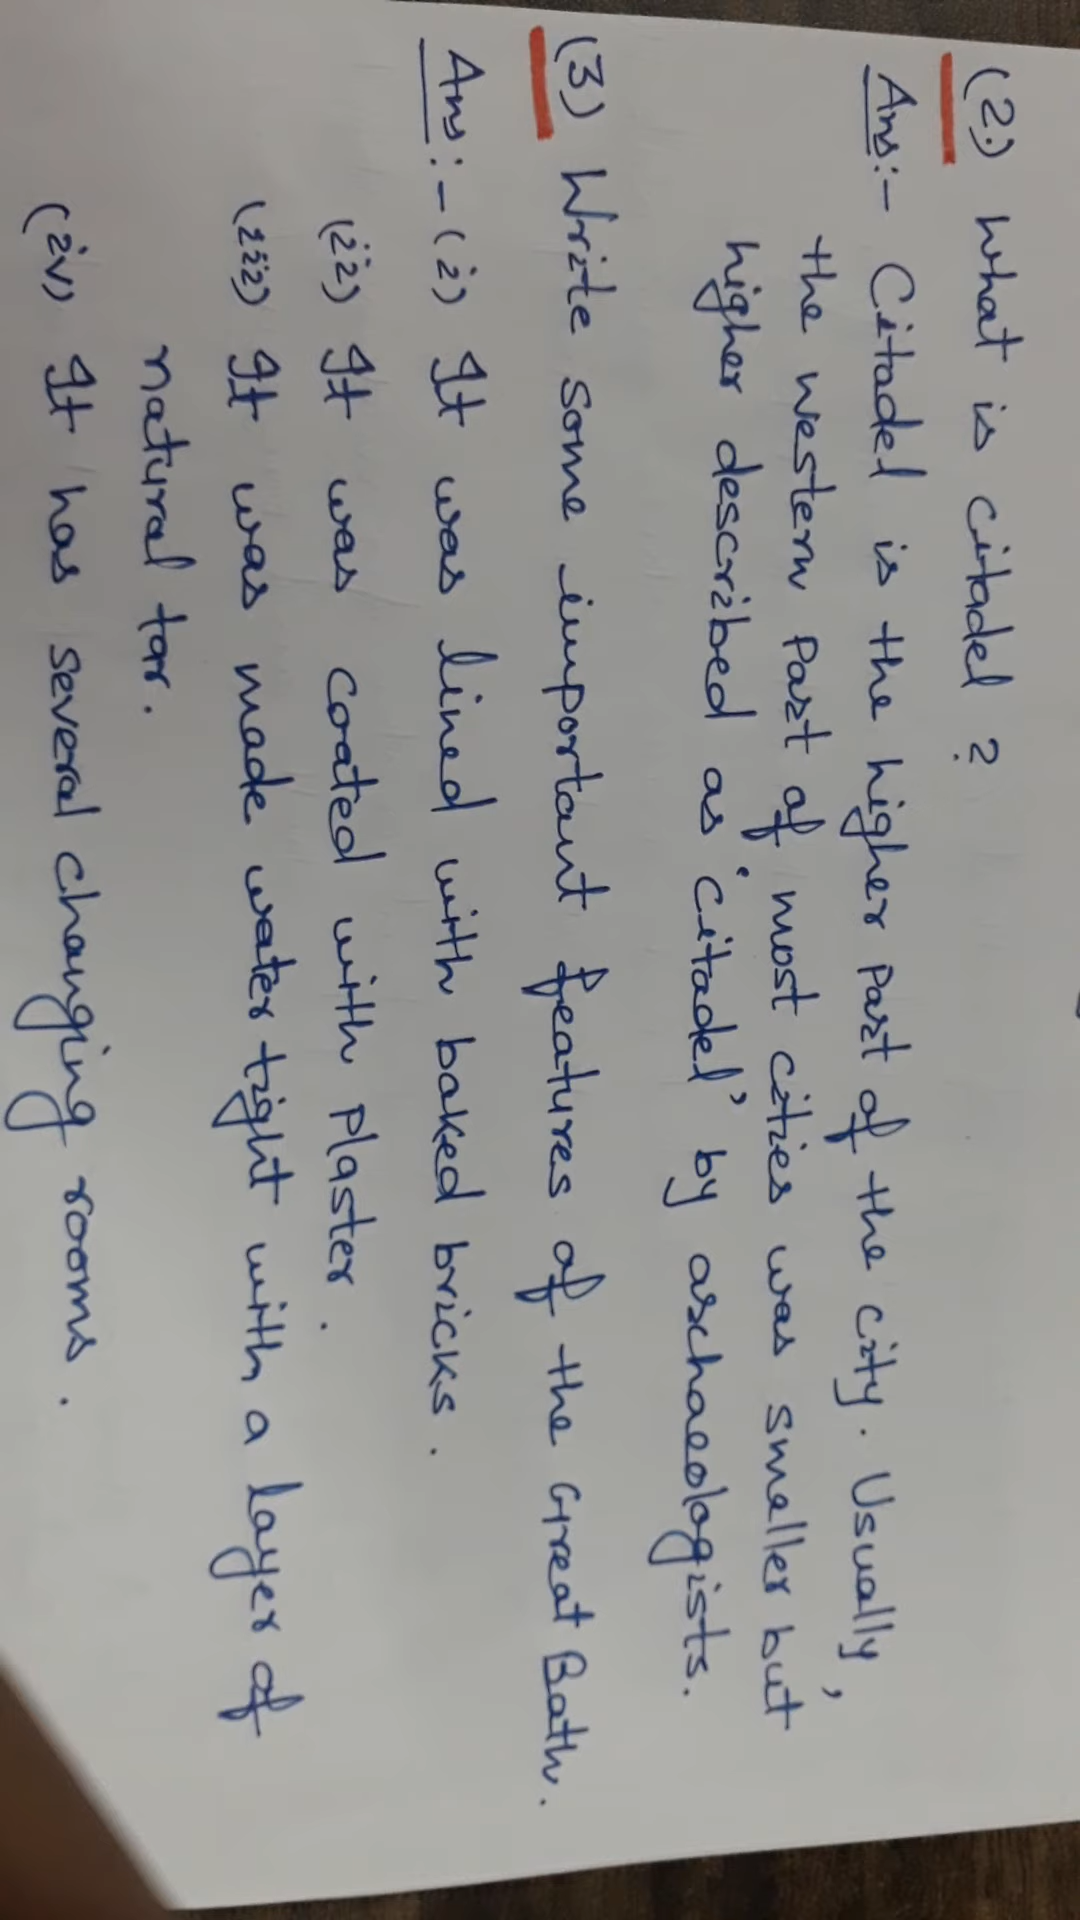 (2.) What is citadel ?
Ans:- Citadel is the higher part of the city. Usually,
the western part of most cities was smaller but
higher described as 'citadel' by archaeologists.
(3) Write some important features of the Great Bath.
Ans:- (i) It was lined with baked bricks.
(ii) It was coated with plaster.
(iii) It was made water tight with a layer of
natural tar.
(iv) It has several changing rooms.